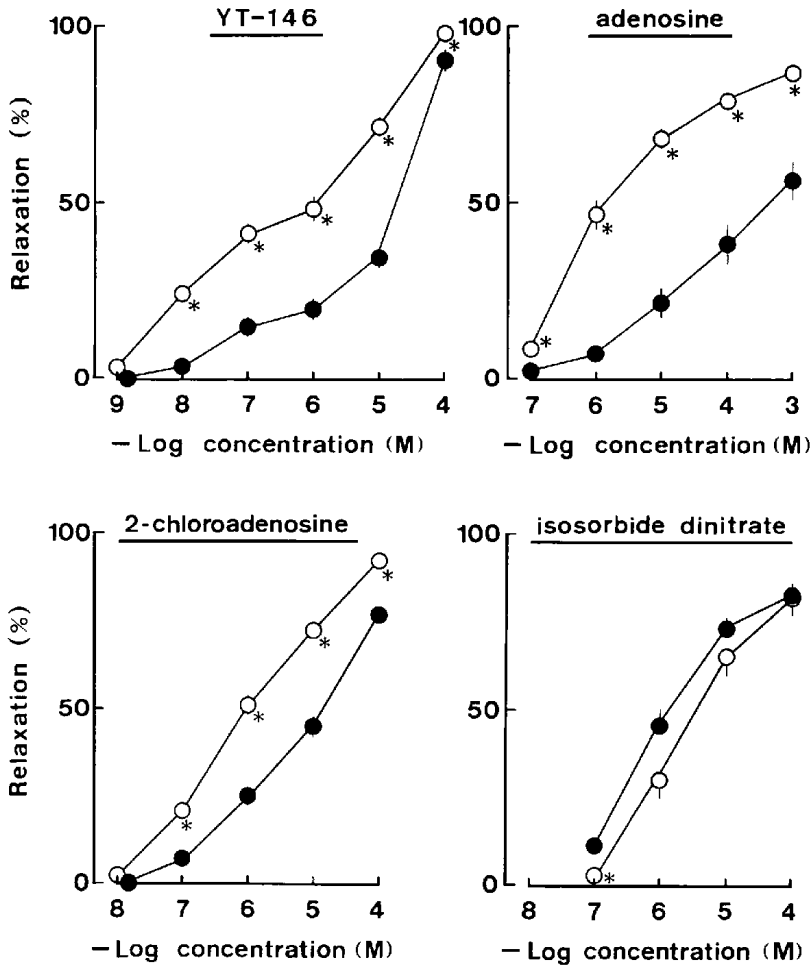 YT-146
adenosine
100
50
0
Relaxation (%)
9 8 7 6 5 4
— Log concentration (M)
100
50
0
7 6 5 4 3
— Log concentration (M)
2-chloroadenosine
isosorbide dinitrate
100
50
0
Relaxation (%)
8 7 6 5 4
— Log concentration (M)
100
50
0
8 7 6 5 4
— Log concentration (M)